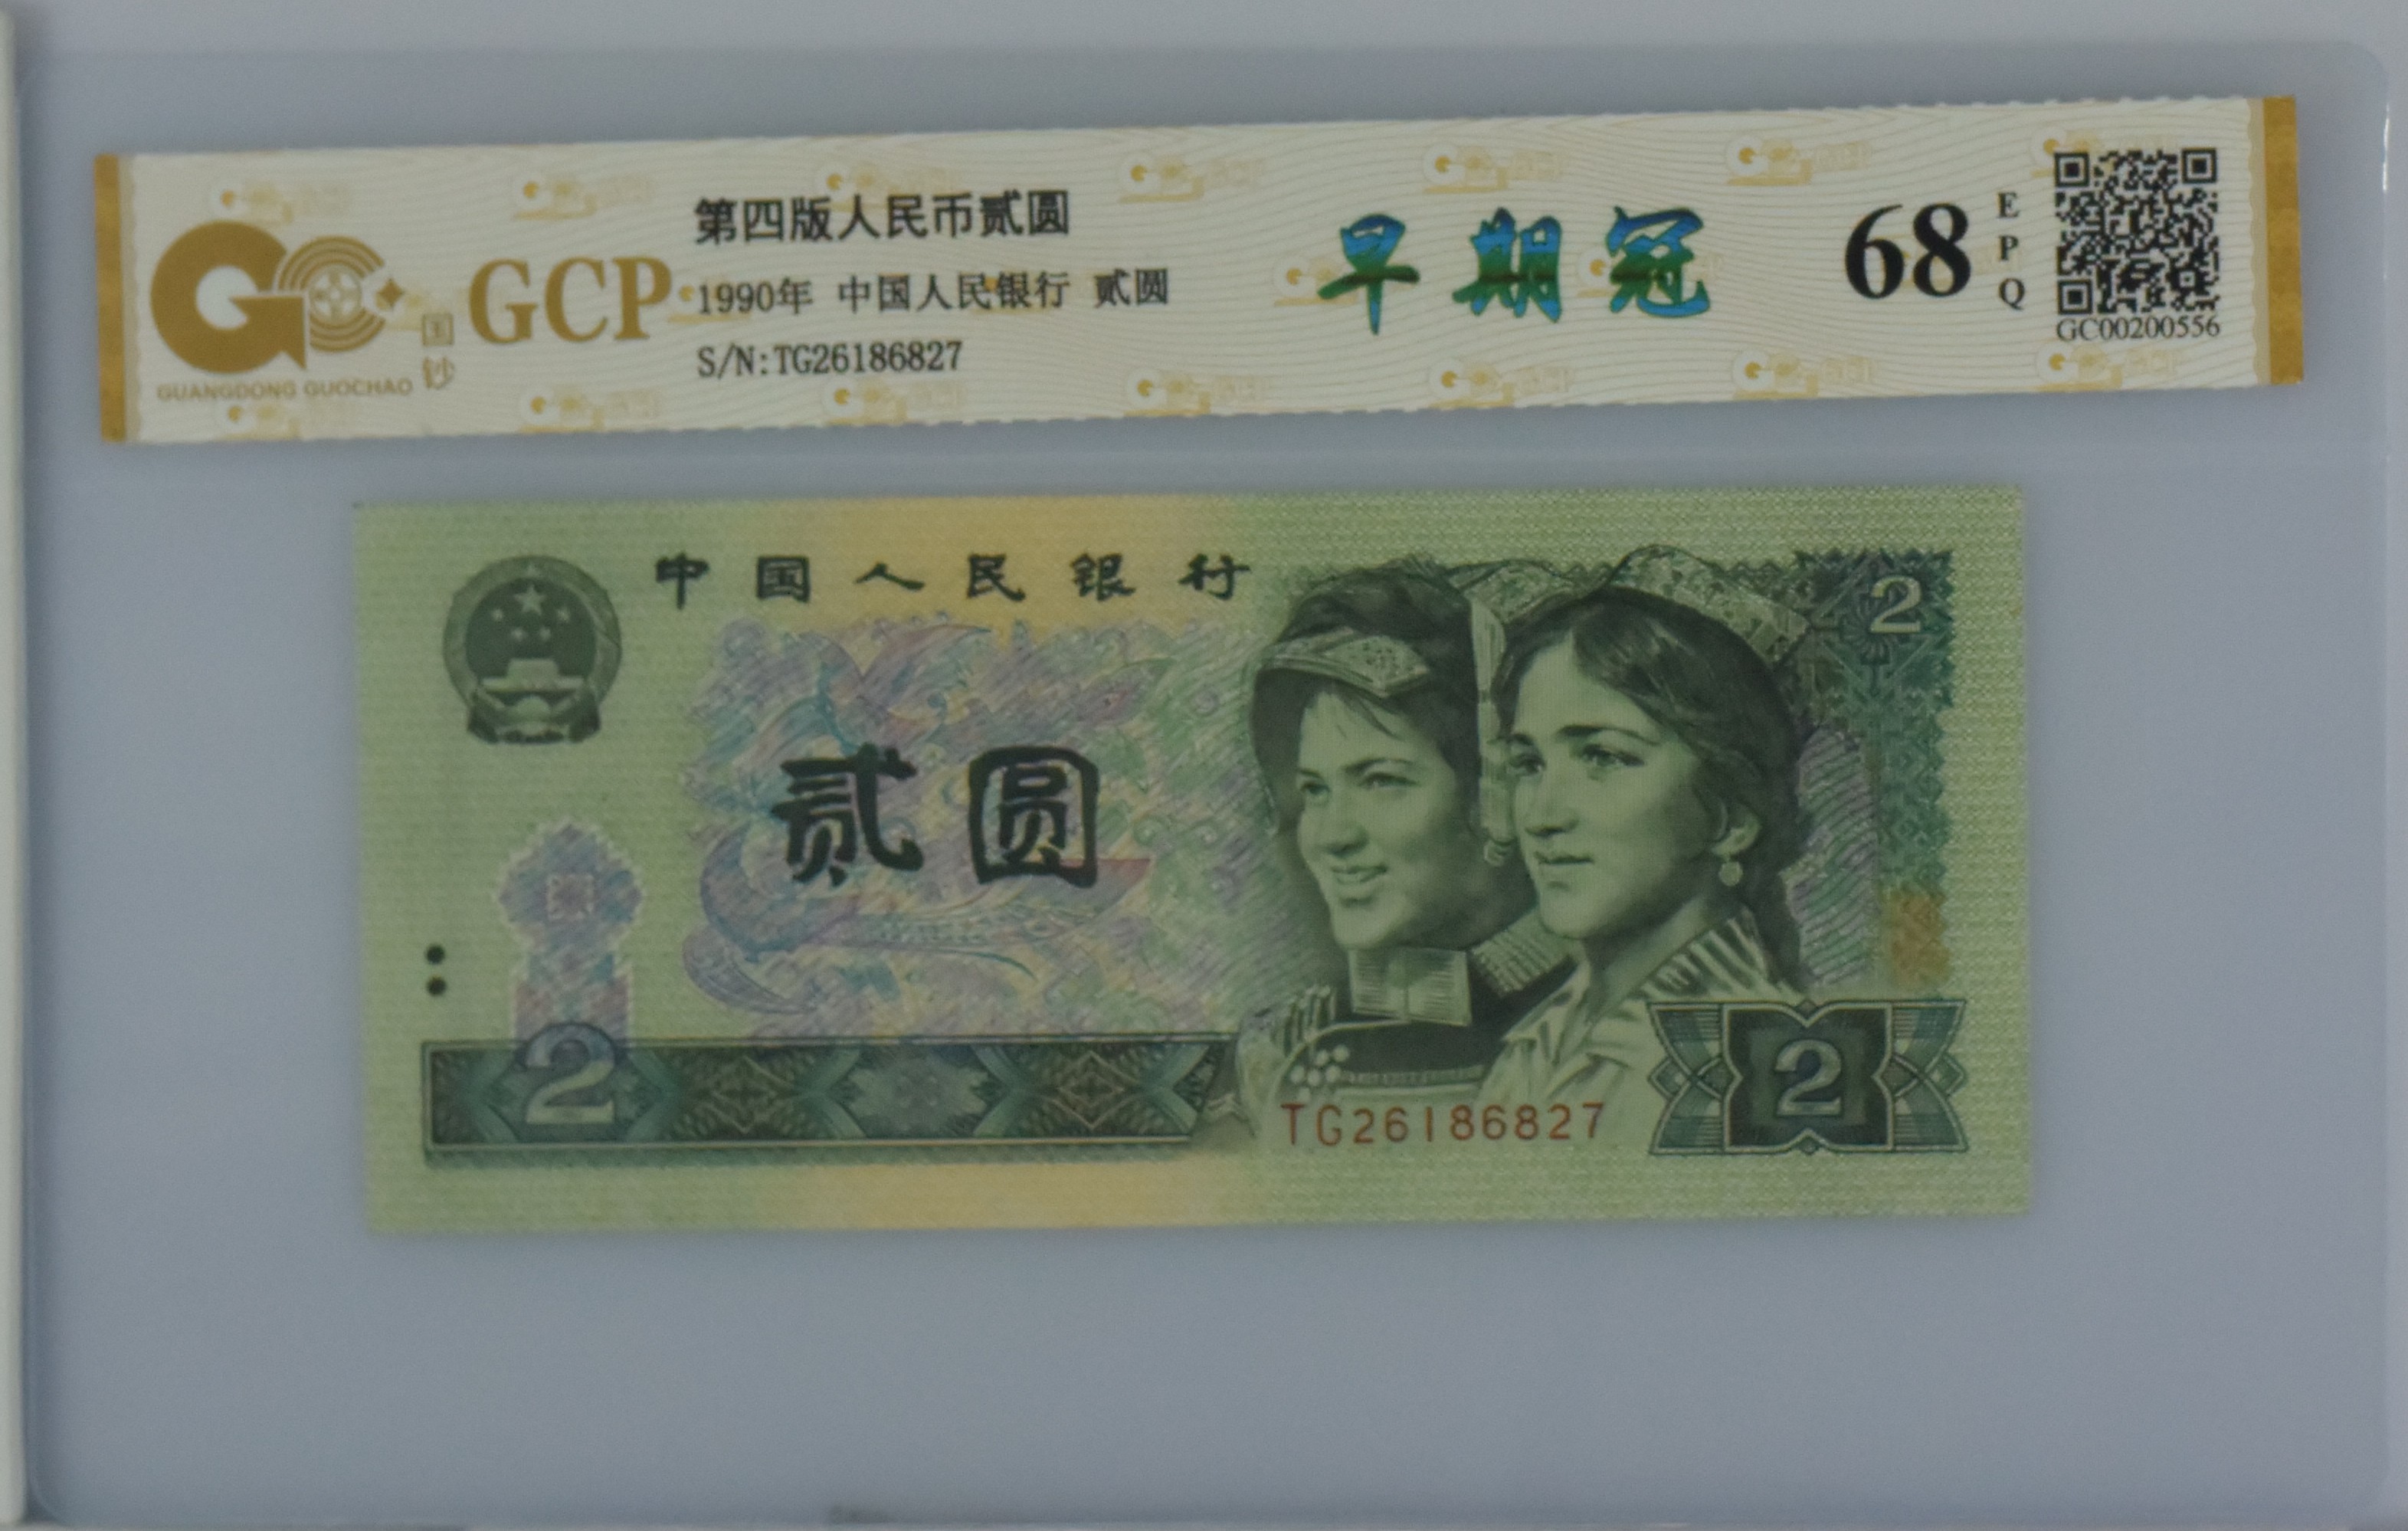 GCP
国钞
GUANGDONG GUOCHAO
第四版人民币贰圆
1990年 中国人民银行 贰圆
S/N:TG26186827
早期冠
68
EPQ
GC00200556
中国人民银行
2
贰圆
2
TG26186827
2